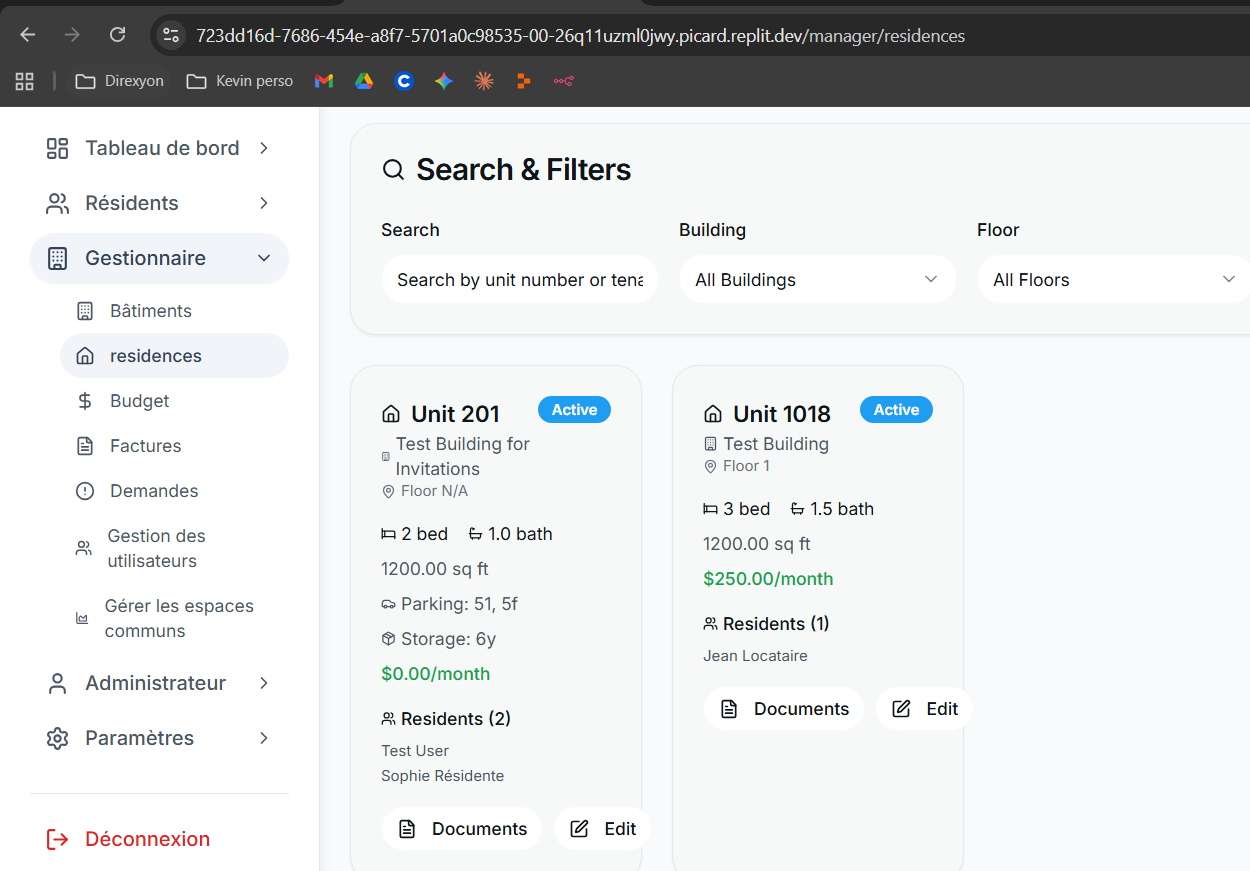 723dd16d-7686-454e-a8f7-5701a0c98535-00-26q11uzml0jwy.picard.replit.dev/manager/residences
Direxyon
Kevin perso
Tableau de bord
Résidents
Gestionnaire
Bâtiments
residences
Budget
Factures
Demandes
Gestion des
utilisateurs
Gérer les espaces
communs
Administrateur
Paramètres
Déconnexion
Search & Filters
Search
Building
Floor
Search by unit number or tena
All Buildings
All Floors
Unit 201
Active
Test Building for
Invitations
Floor N/A
2 bed
1.0 bath
1200.00 sq ft
Parking: 51, 5f
Storage: 6y
$0.00/month
Residents (2)
Test User
Sophie Résidente
Documents
Edit
Unit 1018
Active
Test Building
Floor 1
3 bed
1.5 bath
1200.00 sq ft
$250.00/month
Residents (1)
Jean Locataire
Documents
Edit